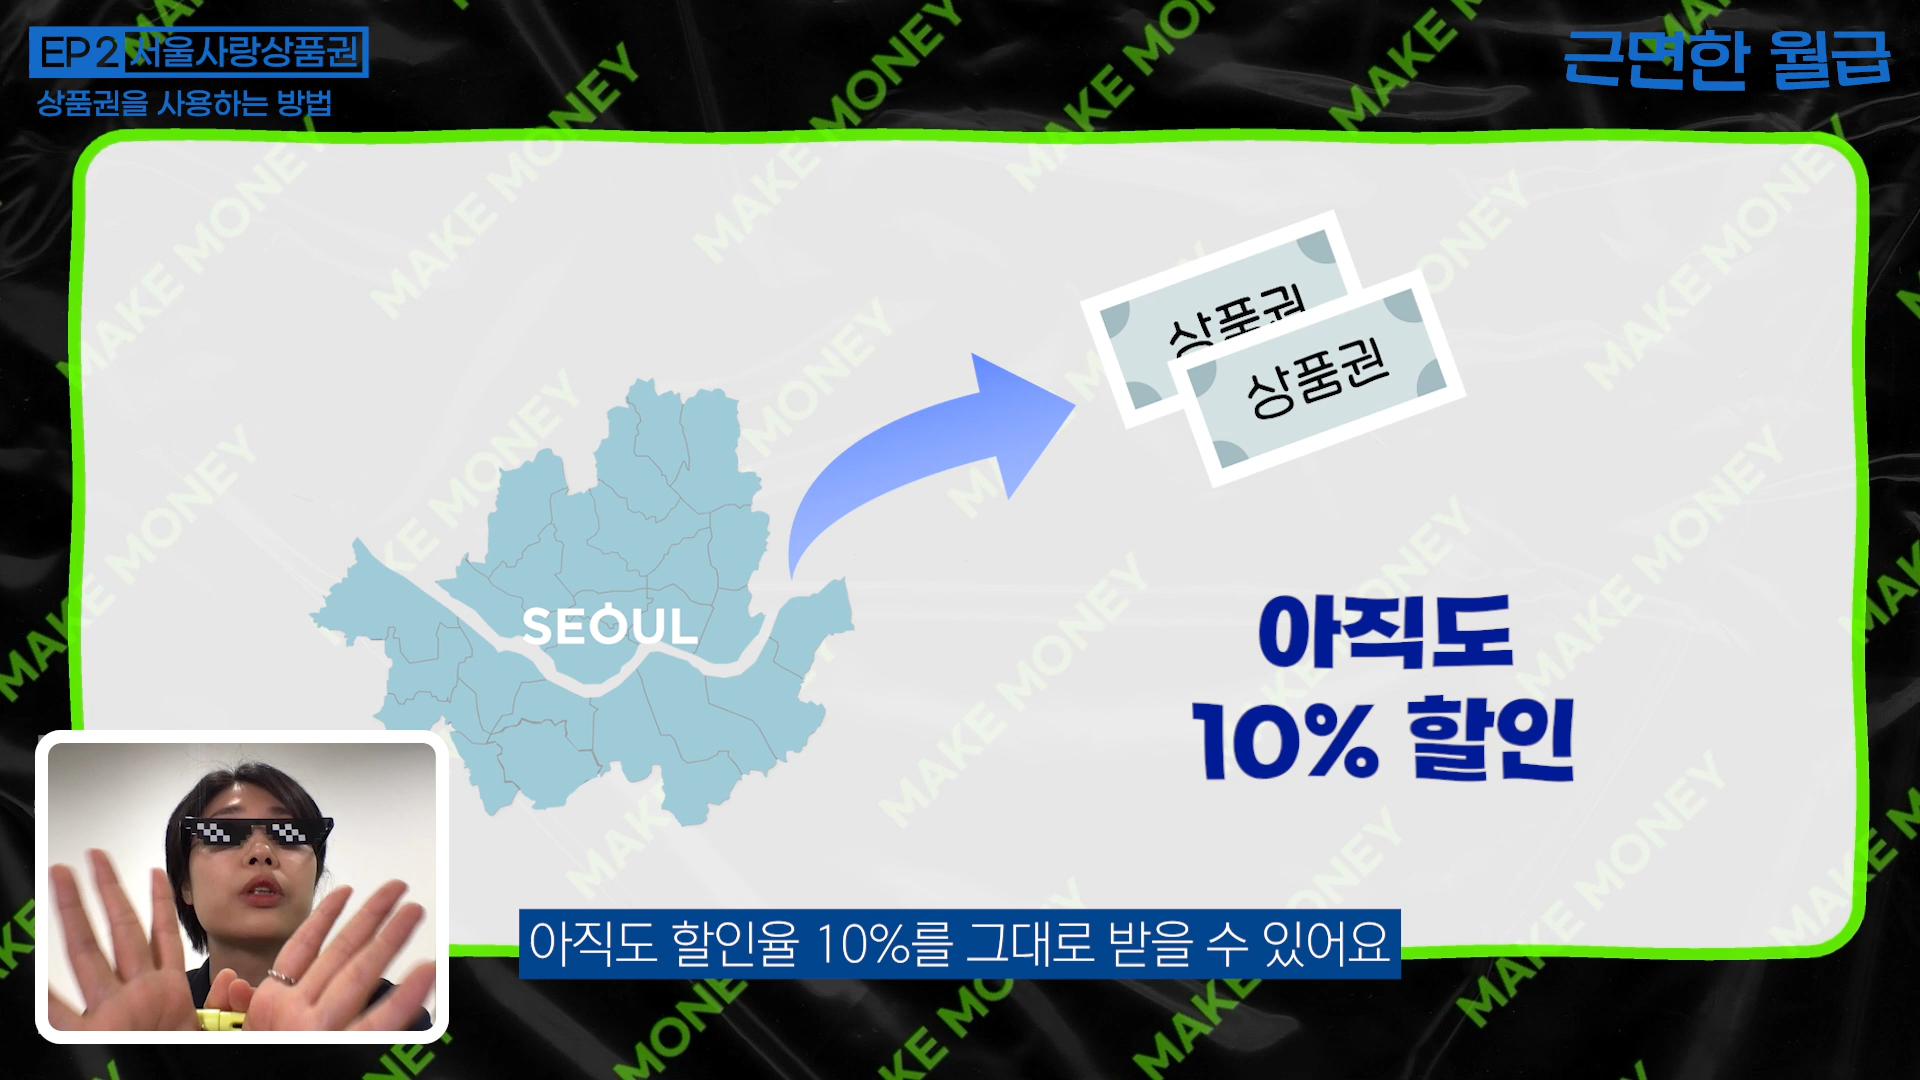 EP 2 서울사랑상품권
상품권을 사용하는 방법
근면한 월급
상품권
상품권
SEOUL
아직도
10% 할인
아직도 할인율 10%를 그대로 받을 수 있어요
MAKE MONEY